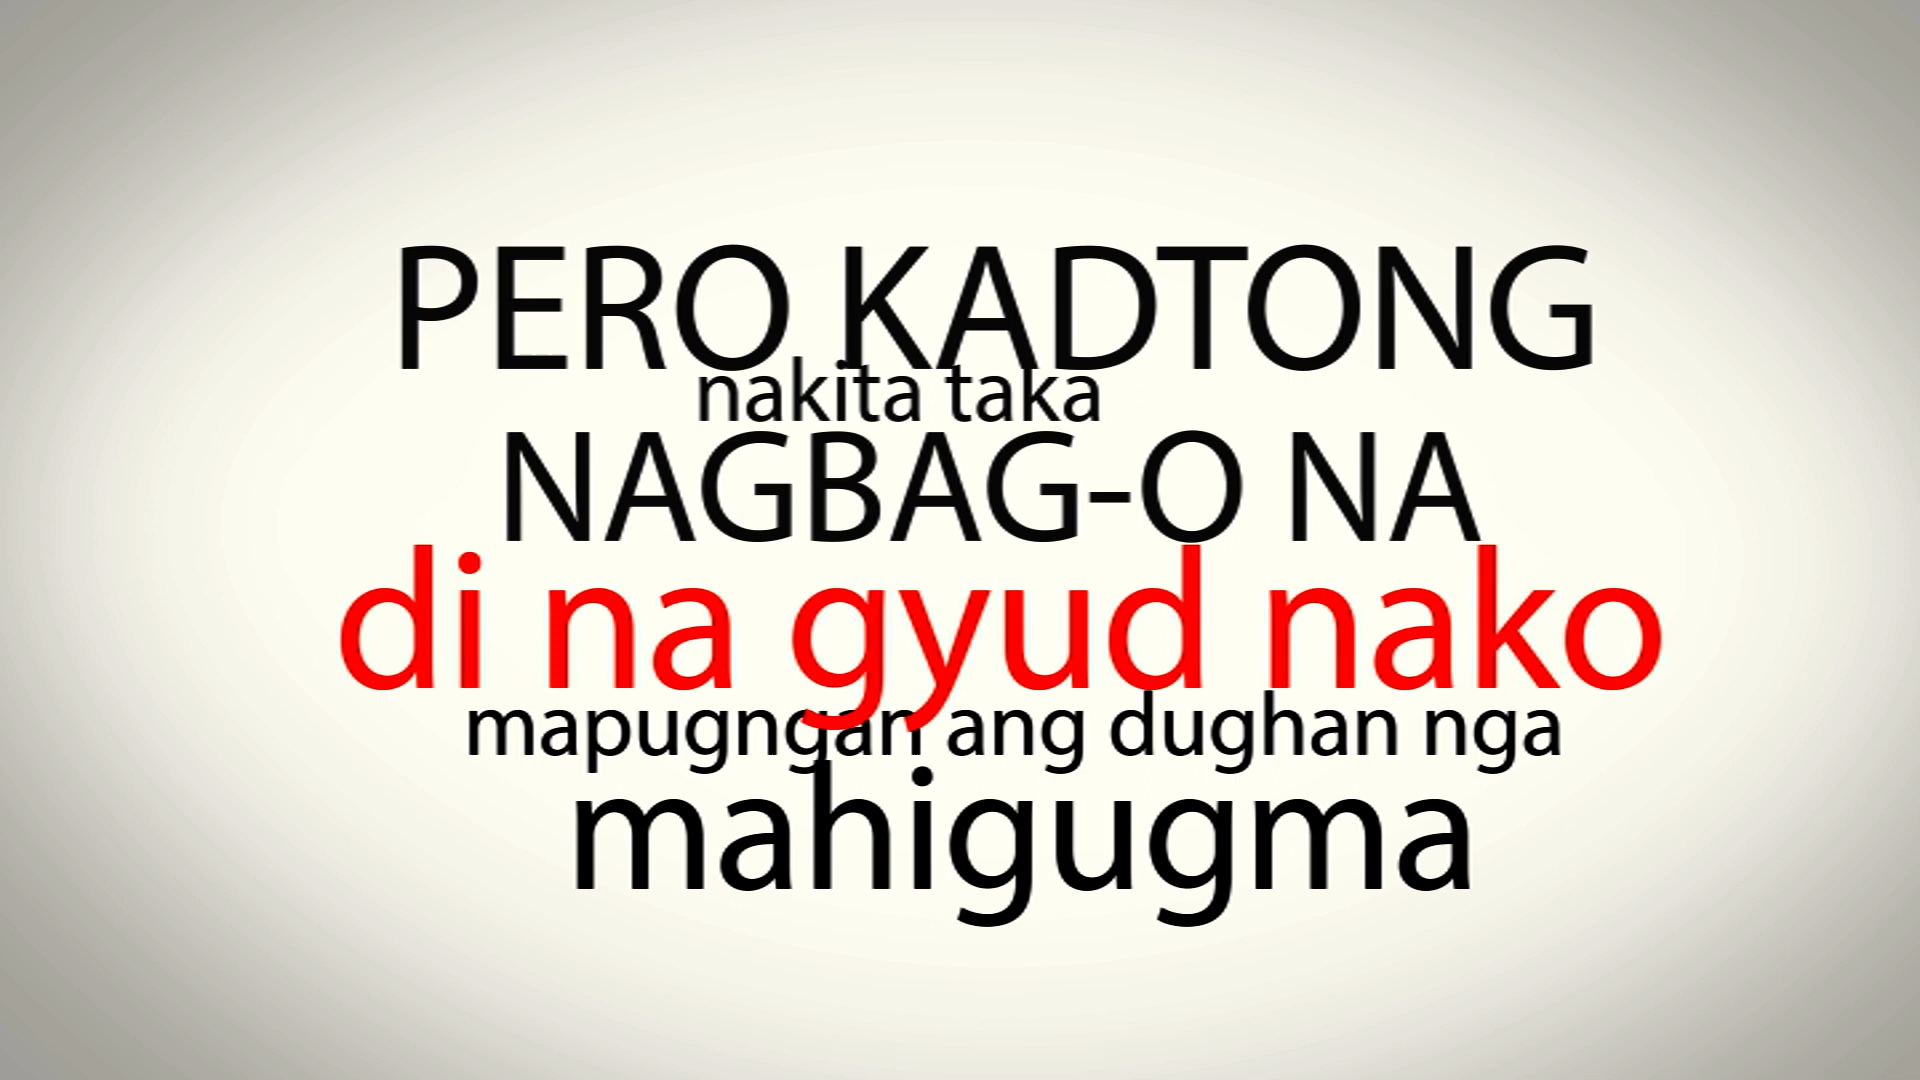 PERO KADTONG
nakita taka
NAGBAG-O NA
di na gyud nako
mapugngan ang dughan nga
mahigugma